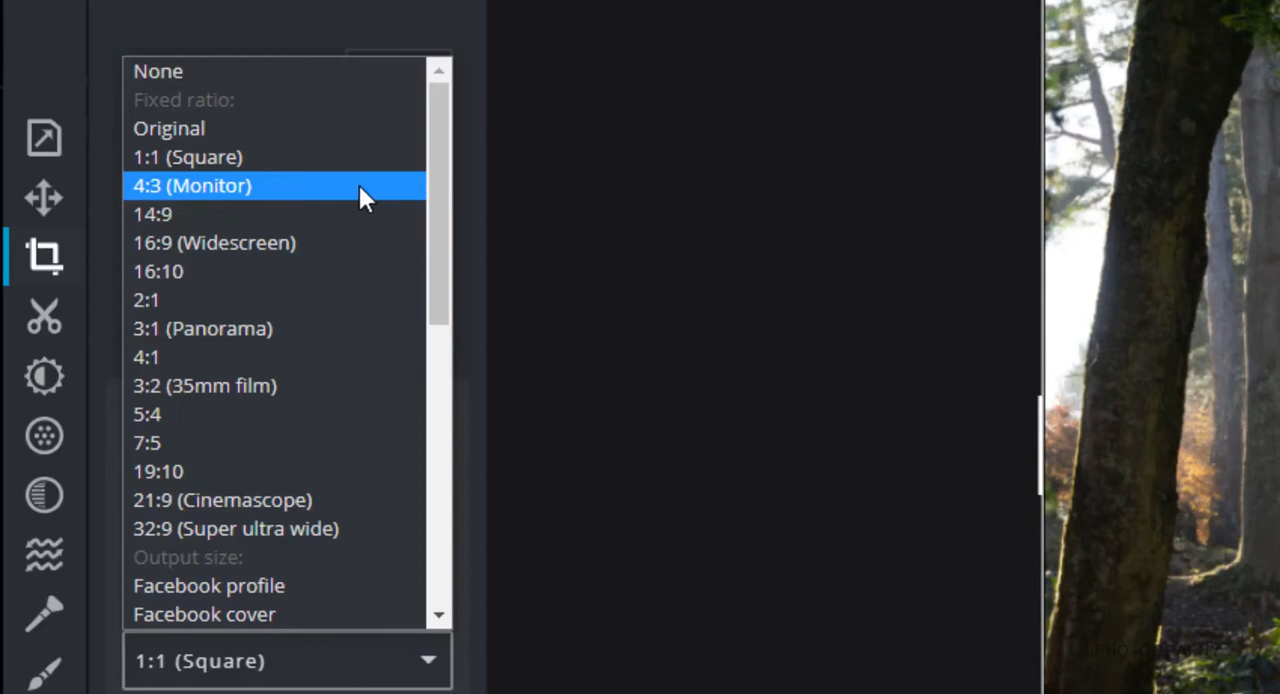 None
Fixed ratio:
Original
1:1 (Square)
4:3 (Monitor)
14:9
16:9 (Widescreen)
16:10
2:1
3:1 (Panorama)
4:1
3:2 (35mm film)
5:4
7:5
19:10
21:9 (Cinemascope)
32:9 (Super ultra wide)
Output size:
Facebook profile
Facebook cover
1:1 (Square)